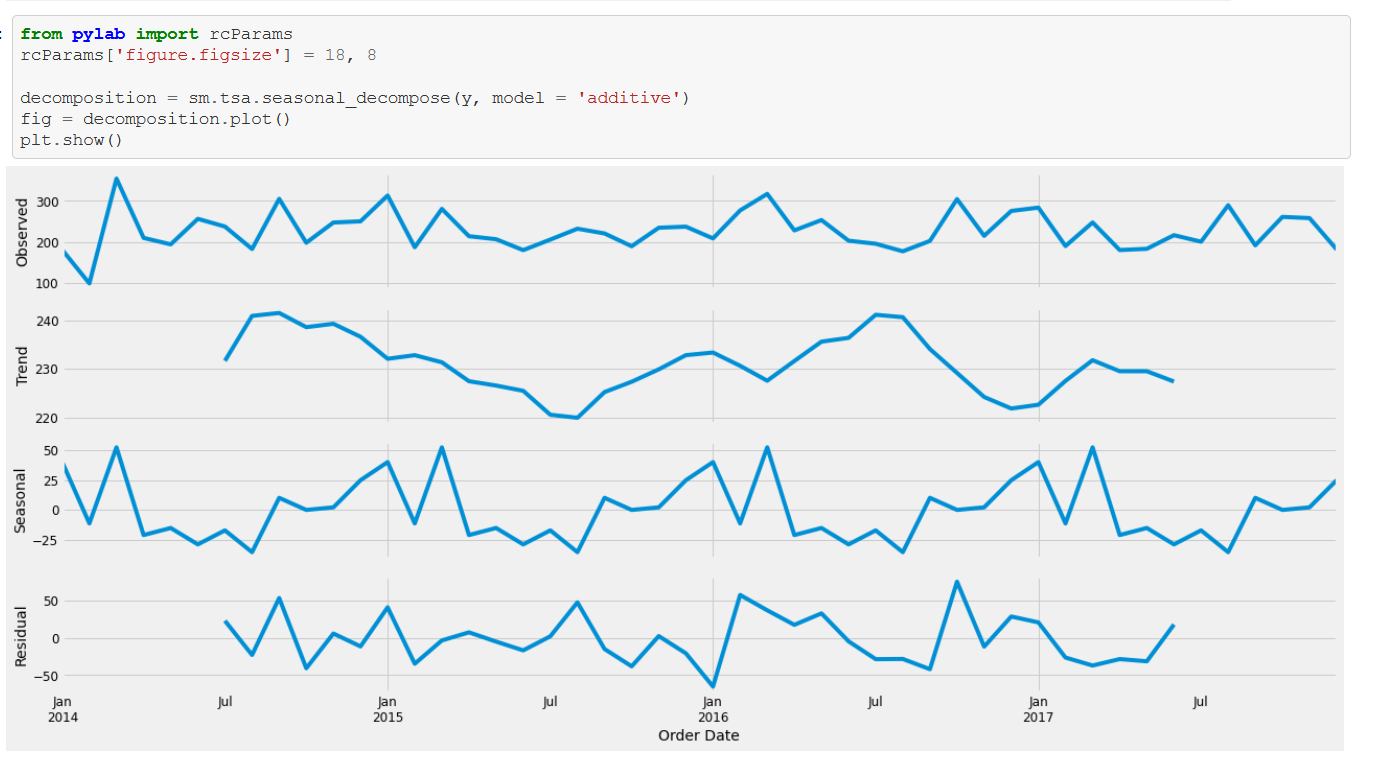 from pylab import rcParams
rcParams['figure.figsize'] = 18, 8
decomposition = sm.tsa.seasonal_decompose(y, model = 'additive')
fig = decomposition.plot()
plt.show()
Observed
300
200
100
Trend
240
230
220
Seasonal
50
25
0
−25
Residual
50
0
−50
Jan Jul Jan Jul Jan Jul Jan Jul
2014 2015 2016 2017
Order Date